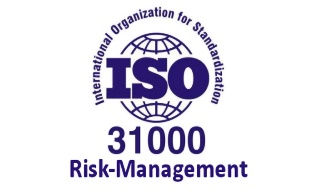 International Organization for Standardization
ISO
31000
Risk-Management